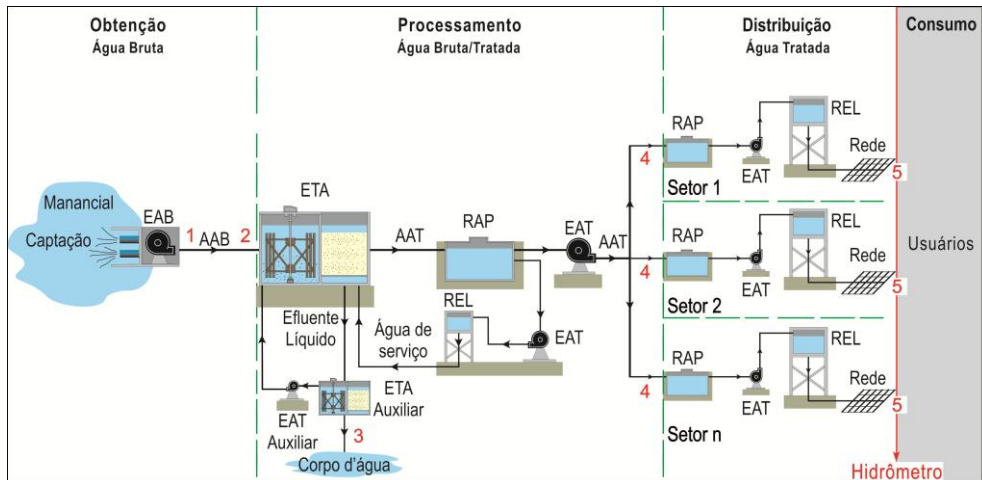 Obtenção
Água Bruta
Processamento
Água Bruta/Tratada
Distribuição
Água Tratada
Consumo
Manancial
Captação
EAB
1
AAB
2
ETA
AAT
RAP
EAT
AAT
Efluente
Líquido
Água de
serviço
REL
EAT
ETA
Auxiliar
EAT
Auxiliar
3
Corpo d'água
4
RAP
EAT
REL
Rede
5
Setor 1
4
RAP
EAT
REL
Rede
5
Setor 2
4
RAP
EAT
REL
Rede
5
Setor n
Usuários
Hidrômetro